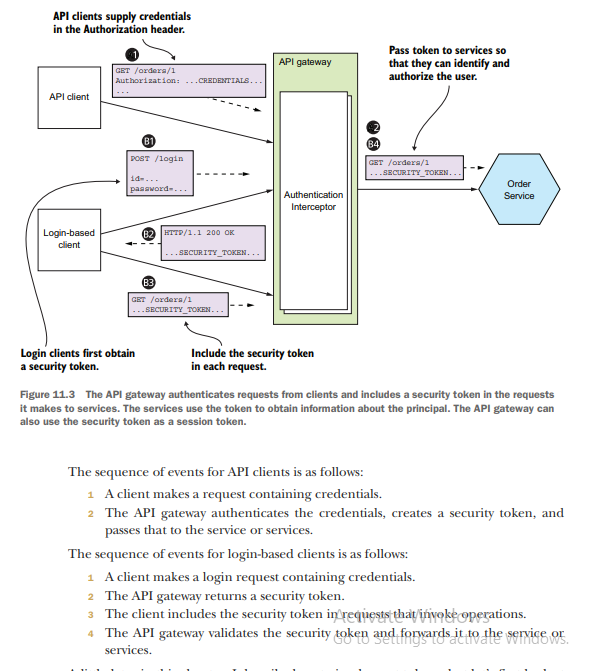 API clients supply credentials
in the Authorization header.
1
GET /orders/1
Authorization: ...CREDENTIALS...
...
API client
API gateway
Pass token to services so
that they can identify and
authorize the user.
B1
POST /login
id=...
password=...
2
B4
GET /orders/1
...SECURITY_TOKEN...
Order
Service
Authentication
Interceptor
Login-based
client
B2
HTTP/1.1 200 OK
...SECURITY_TOKEN...
B3
GET /orders/1
...SECURITY_TOKEN...
Login clients first obtain
a security token.
Include the security token
in each request.
Figure 11.3 The API gateway authenticates requests from clients and includes a security token in the requests
it makes to services. The services use the token to obtain information about the principal. The API gateway can
also use the security token as a session token.
The sequence of events for API clients is as follows:
1 A client makes a request containing credentials.
2 The API gateway authenticates the credentials, creates a security token, and
passes that to the service or services.
The sequence of events for login-based clients is as follows:
1 A client makes a login request containing credentials.
2 The API gateway returns a security token.
3 The client includes the security token in requests that invoke operations.
4 The API gateway validates the security token and forwards it to the service or
services.
Activate Windows
Go to Settings to activate Windows.